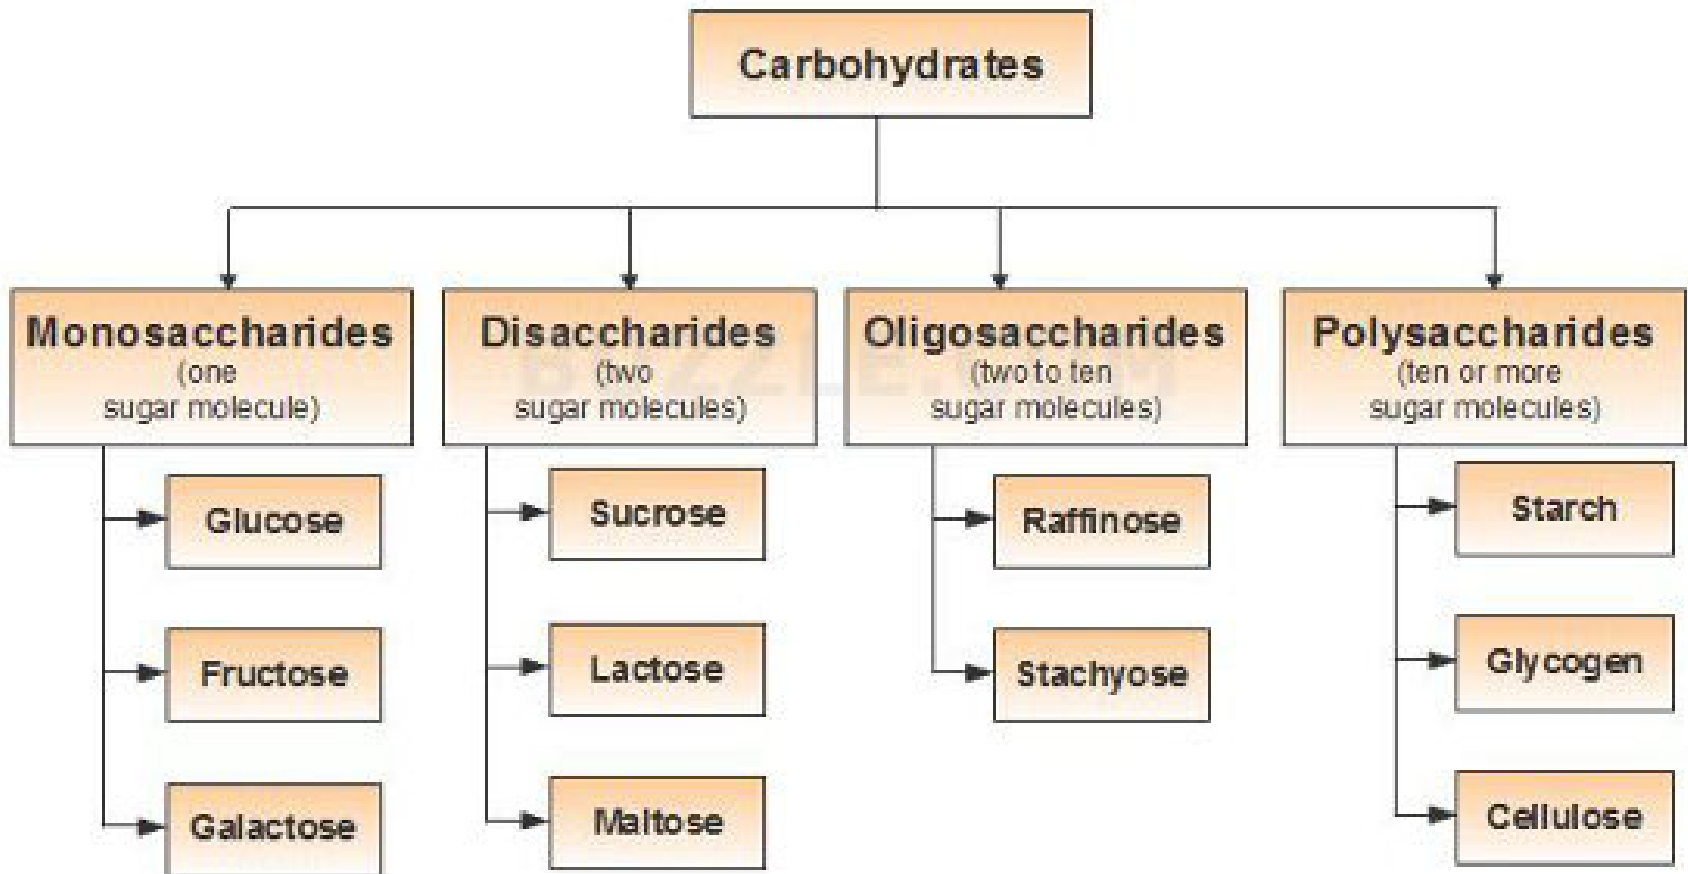 Carbohydrates
Monosaccharides
(one
sugar molecule)
Glucose
Fructose
Galactose
Disaccharides
(two
sugar molecules)
Sucrose
Lactose
Maltose
Oligosaccharides
(two to ten
sugar molecules)
Raffinose
Stachyose
Polysaccharides
(ten or more
sugar molecules)
Starch
Glycogen
Cellulose